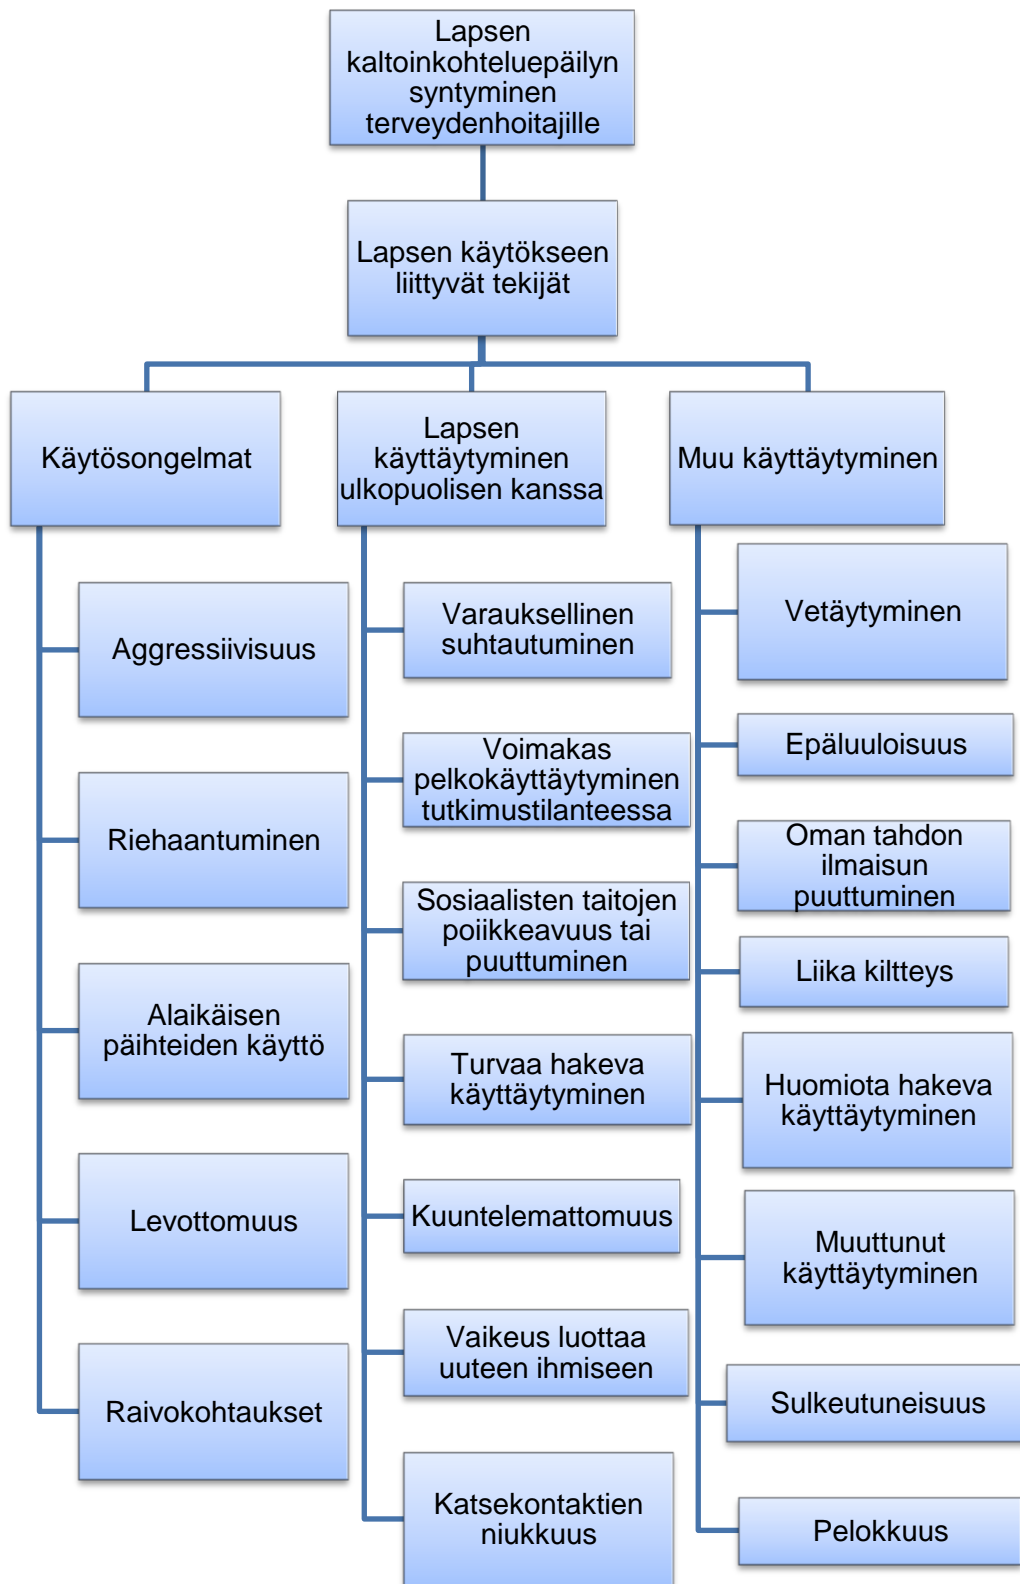 Lapsen
kaltoinkohteluepäilyn
syntyminen
terveydenhoitajille
Lapsen käytökseen
liittyvät tekijät
Käytösongelmat
Aggressiivisuus
Riehaantuminen
Alaikäisen
päihteiden käyttö
Levottomuus
Raivokohtaukset
Lapsen
käyttäytyminen
ulkopuolisen kanssa
Varauksellinen
suhtautuminen
Voimakas
pelkokäyttäytyminen
tutkimustilanteessa
Sosiaalisten taitojen
poiikkeavuus tai
puuttuminen
Turvaa hakeva
käyttäytyminen
Kuuntelemattomuus
Vaikeus luottaa
uuteen ihmiseen
Katsekontaktien
niukkuus
Muu käyttäytyminen
Vetäytyminen
Epäluuloisuus
Oman tahdon
ilmaisun
puuttuminen
Liika kiltteys
Huomiota hakeva
käyttäytyminen
Muuttunut
käyttäytyminen
Sulkeutuneisuus
Pelokkuus